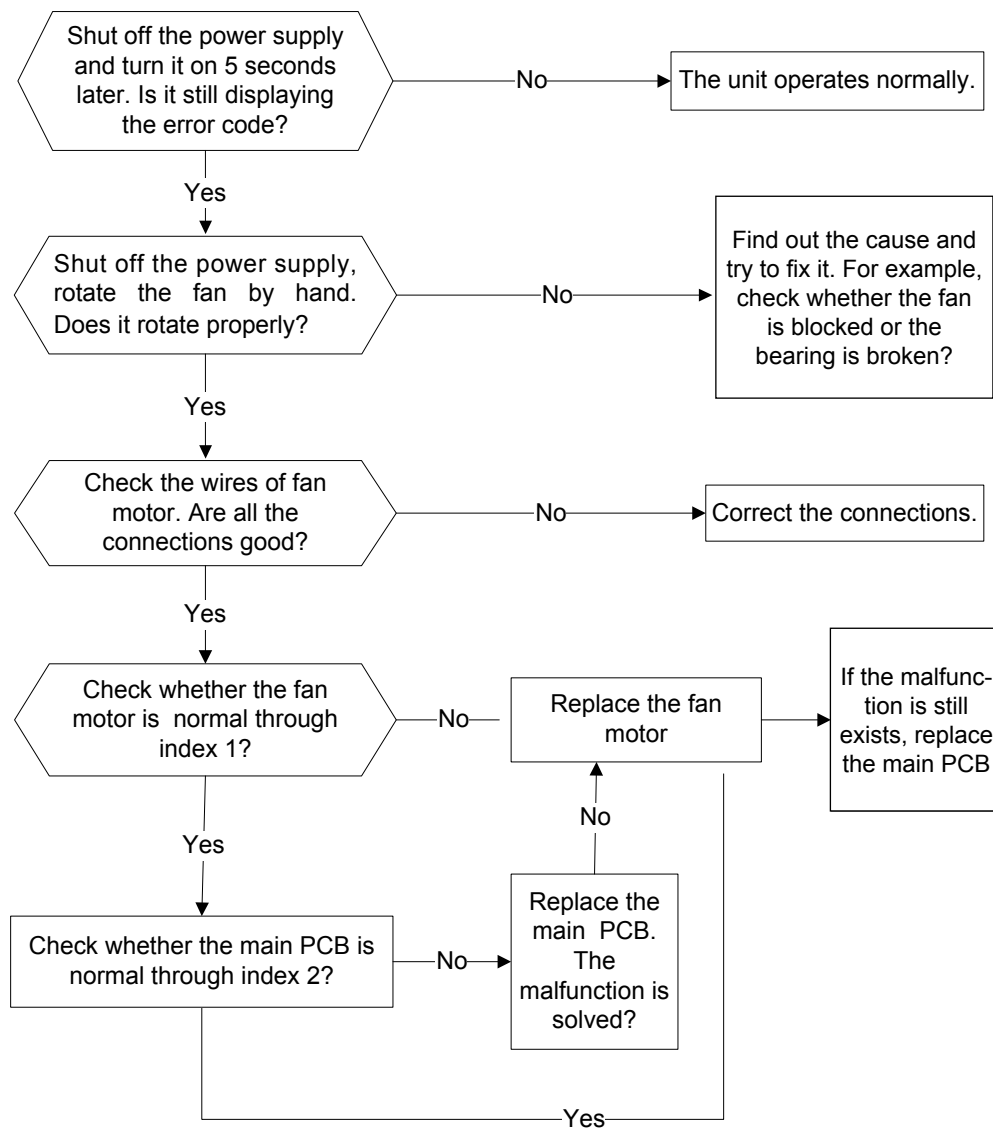 Shut off the power supply
and turn it on 5 seconds
later. Is it still displaying
the error code?
No
The unit operates normally.
Yes
Shut off the power supply,
rotate the fan by hand.
Does it rotate properly?
No
Find out the cause and
try to fix it. For example,
check whether the fan
is blocked or the
bearing is broken?
Yes
Check the wires of fan
motor. Are all the
connections good?
No
Correct the connections.
Yes
Check whether the fan
motor is normal through
index 1?
No
Replace the fan
motor
If the malfunc-
tion is still
exists, replace
the main PCB
Yes
No
Check whether the main PCB is
normal through index 2?
No
Replace the
main PCB.
The
malfunction is
solved?
Yes